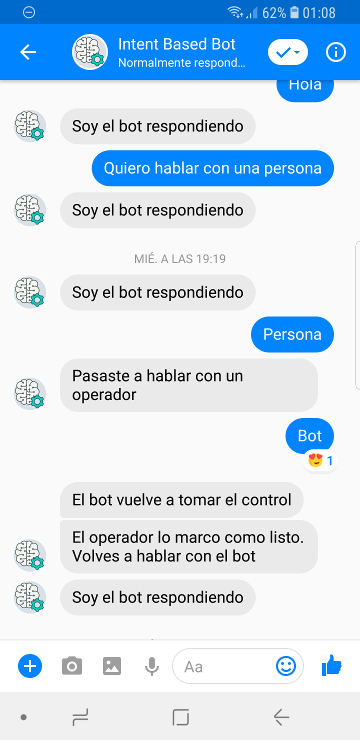 62% 01:08
Intent Based Bot
Normalmente respond...
Hola
Soy el bot respondiendo
Quiero hablar con una persona
Soy el bot respondiendo
MIÉ. A LAS 19:19
Soy el bot respondiendo
Persona
Pasaste a hablar con un
operador
Bot
1
El bot vuelve a tomar el control
El operador lo marco como listo.
Volves a hablar con el bot
Soy el bot respondiendo
Aa